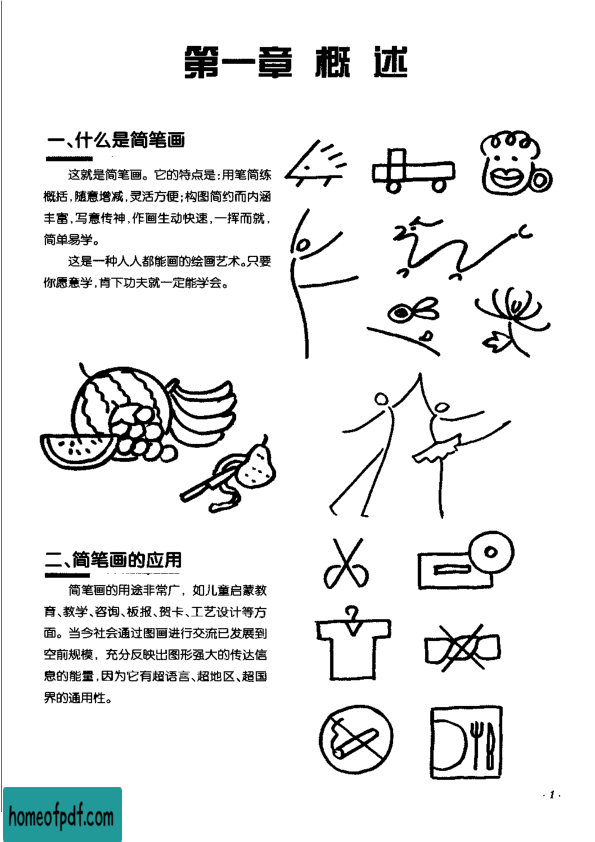 第一章 概 述
一、什么是简笔画
这就是简笔画。它的特点是:用笔简练
概括,随意增减,灵活方便;构图简约而内涵
丰富,写意传神,作画生动快速,一挥而就,
简单易学。
这是一种人人都能画的绘画艺术。只要
你愿意学,肯下功夫就一定能学会。
二、简笔画的应用
简笔画的用途非常广，如儿童启蒙教
育、教学、咨询、板报、贺卡、工艺设计等方
面。当今社会通过图画进行交流已发展到
空前规模，充分反映出图形强大的传达信
息的能量,因为它有超语言、超地区、超国
界的通用性。
· 1 ·
homeofpdf.com